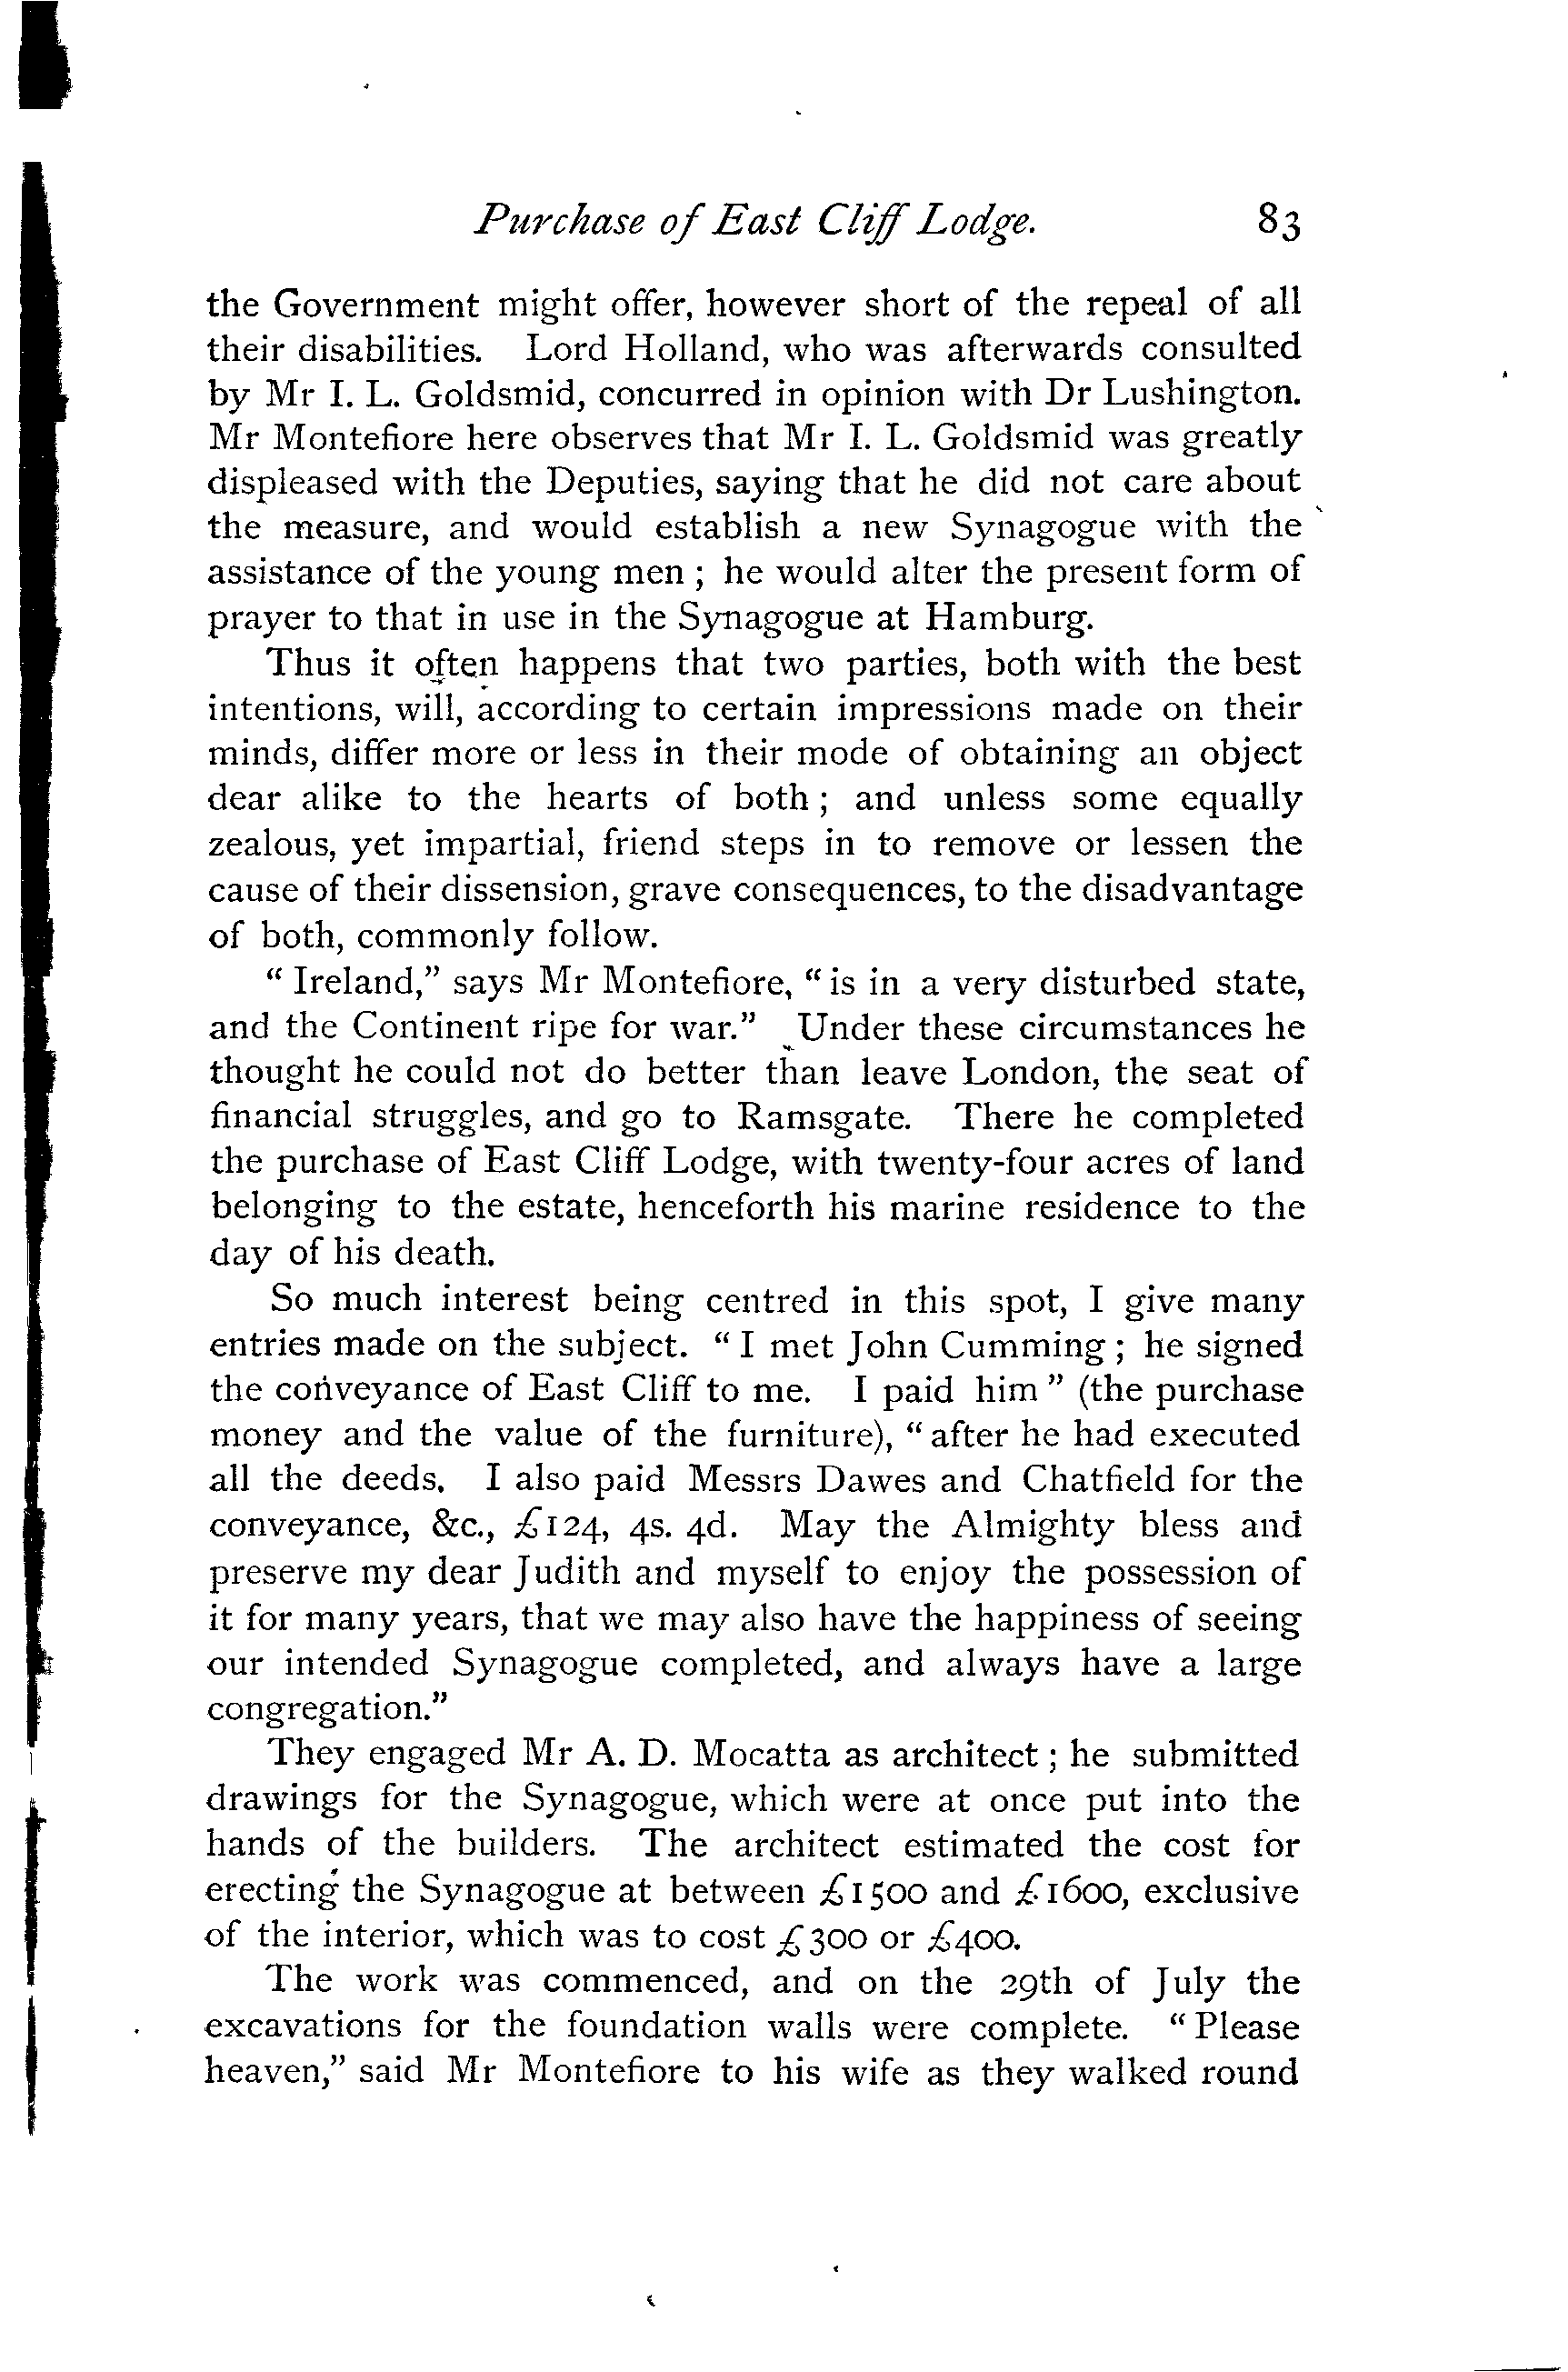 Purchase of East Cliff Lodge. 83
the Government might offer, however short of the repeal of all
their disabilities. Lord Holland, who was afterwards consulted
by Mr I. L. Goldsmid, concurred in opinion with Dr Lushington.
Mr Montefiore here observes that Mr I. L. Goldsmid was greatly
displeased with the Deputies, saying that he did not care about
the measure, and would establish a new Synagogue with the
assistance of the young men ; he would alter the present form of
prayer to that in use in the Synagogue at Hamburg.
Thus it often happens that two parties, both with the best
intentions, will, according to certain impressions made on their
minds, differ more or less in their mode of obtaining an object
dear alike to the hearts of both ; and unless some equally
zealous, yet impartial, friend steps in to remove or lessen the
cause of their dissension, grave consequences, to the disadvantage
of both, commonly follow.
“ Ireland,” says Mr Montefiore, “ is in a very disturbed state,
and the Continent ripe for war.” Under these circumstances he
thought he could not do better than leave London, the seat of
financial struggles, and go to Ramsgate. There he completed
the purchase of East Cliff Lodge, with twenty-four acres of land
belonging to the estate, henceforth his marine residence to the
day of his death.
So much interest being centred in this spot, I give many
entries made on the subject. “ I met John Cumming ; he signed
the conveyance of East Cliff to me. I paid him ” (the purchase
money and the value of the furniture), “ after he had executed
all the deeds. I also paid Messrs Dawes and Chatfield for the
conveyance, &c., £124, 4s. 4d. May the Almighty bless and
preserve my dear Judith and myself to enjoy the possession of
it for many years, that we may also have the happiness of seeing
our intended Synagogue completed, and always have a large
congregation.”
They engaged Mr A. D. Mocatta as architect ; he submitted
drawings for the Synagogue, which were at once put into the
hands of the builders. The architect estimated the cost for
erecting the Synagogue at between £1500 and £1600, exclusive
of the interior, which was to cost £300 or £400.
The work was commenced, and on the 29th of July the
excavations for the foundation walls were complete. “ Please
heaven,” said Mr Montefiore to his wife as they walked round